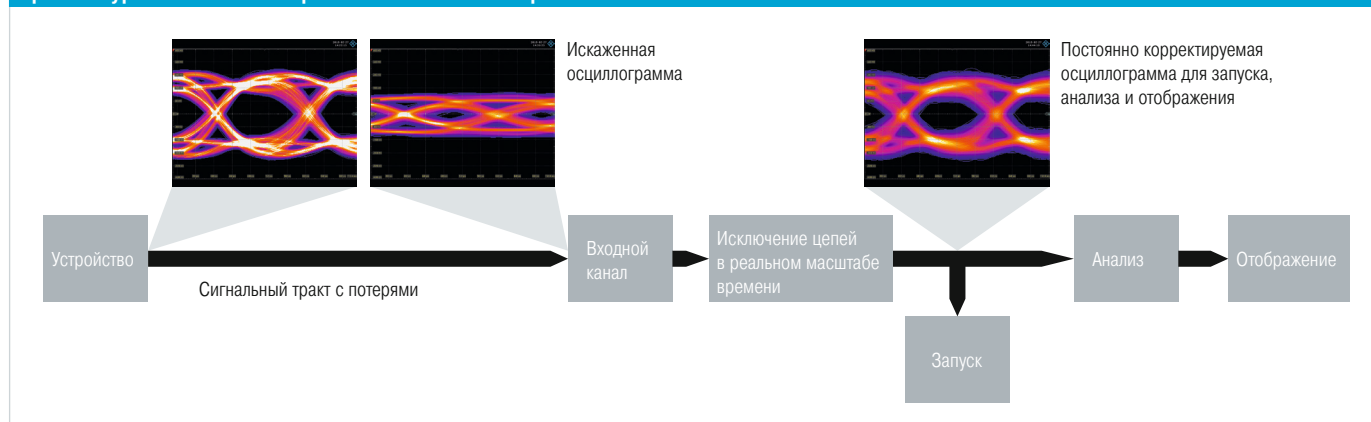 Искаженная
осциллограмма
Постоянно корректируемая
осциллограмма для запуска,
анализа и отображения
Устройство
Сигнальный тракт с потерями
Входной
канал
Исключение цепей
в реальном масштабе
времени
Анализ
Отображение
Запуск